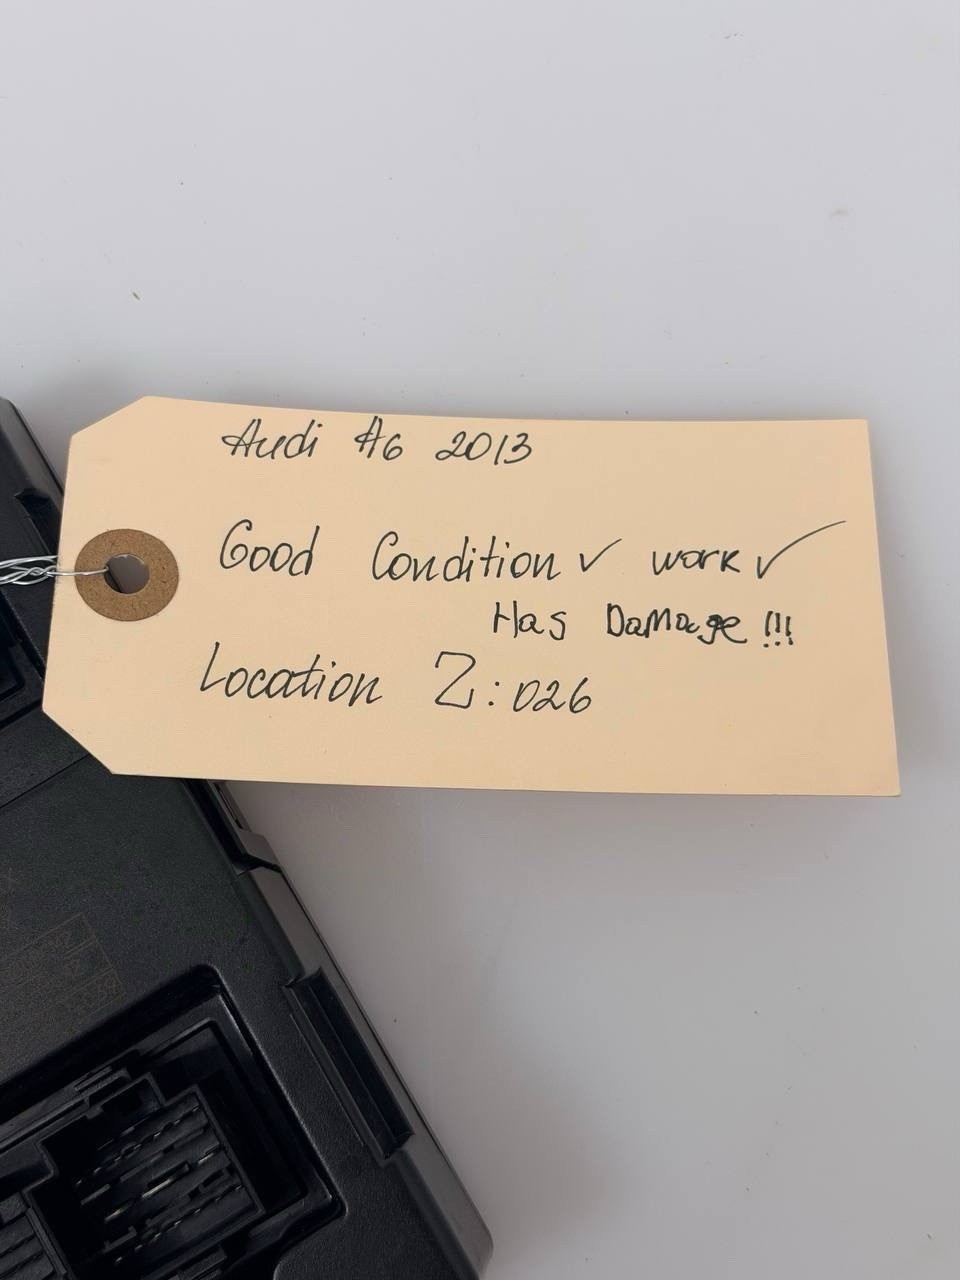 Audi A6 2013
Good Condition ✓ work ✓
Has Damage !!!
Location Z:026